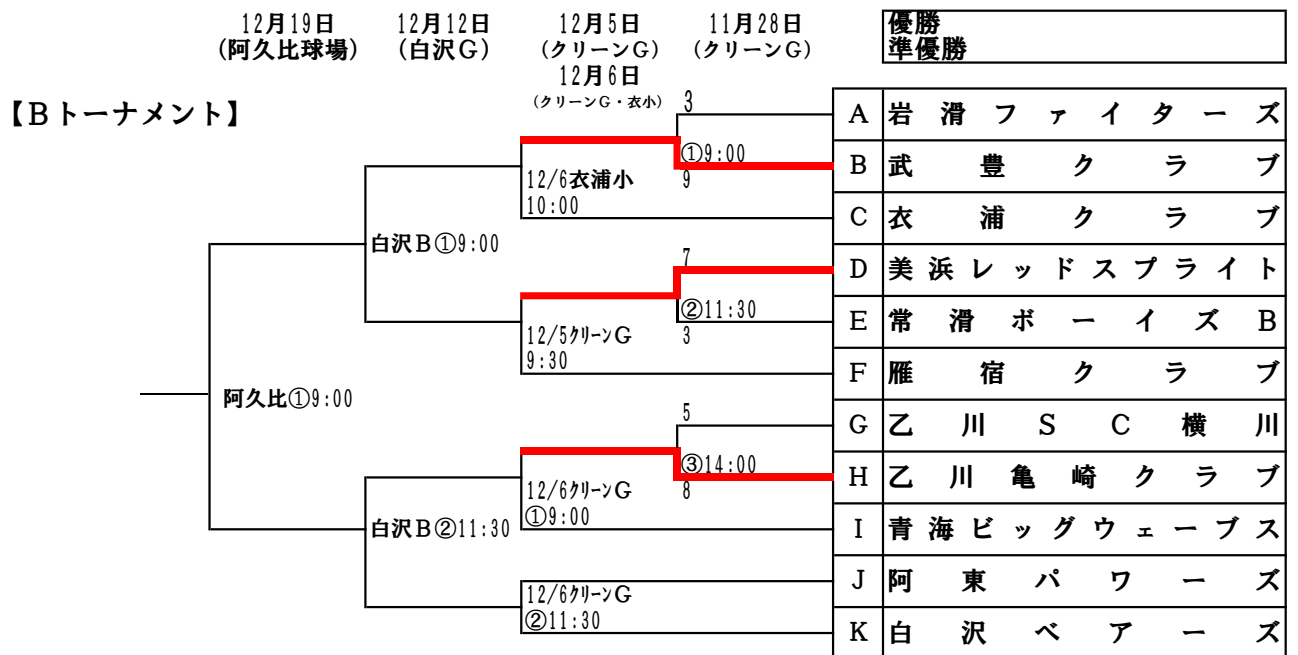 12月19日 12月12日 12月5日 11月28日 優勝
(阿久比球場) (白沢G) (クリーンG) (クリーンG) 準優勝
12月6日
(クリーンG・衣小)
【Bトーナメント】
3
A 岩滑ファイターズ
①9:00
B 武豊クラブ
12/6衣浦小 9
10:00
C 衣浦クラブ
白沢B①9:00
7
D 美浜レッドスプライト
②11:30
E 常滑ボーイズB
12/5クリーンG 3
9:30
F 雁宿クラブ
阿久比①9:00
5
G 乙川SC横川
③14:00
H 乙川亀崎クラブ
12/6クリーンG 8
①9:00
白沢B②11:30
I 青海ビッグウェーブス
J 阿東パワーズ
12/6クリーンG
②11:30
K 白沢ベアーズ